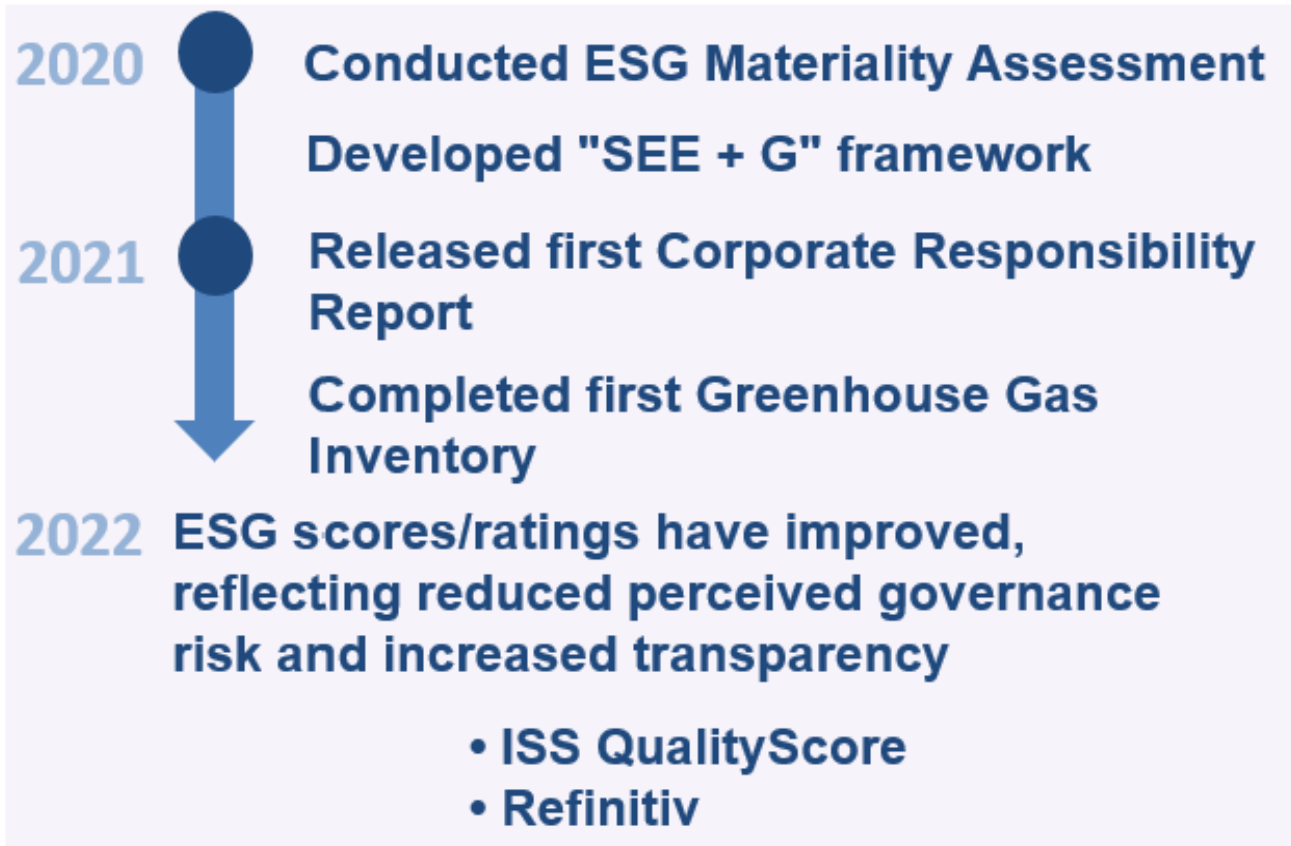 2020
Conducted ESG Materiality Assessment
Developed "SEE + G" framework
2021
Released first Corporate Responsibility
Report
Completed first Greenhouse Gas
Inventory
2022
ESG scores/ratings have improved,
reflecting reduced perceived governance
risk and increased transparency
• ISS QualityScore
• Refinitiv